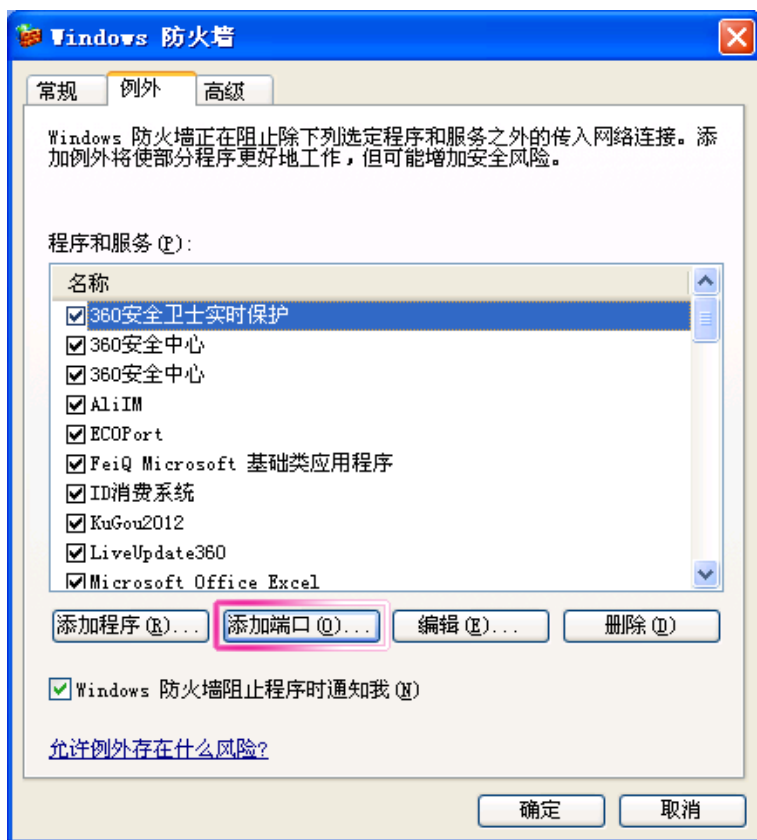 Windows 防火墙
常规 例外 高级
Windows 防火墙正在阻止除下列选定程序和服务之外的传入网络连接。添
加例外将使部分程序更好地工作，但可能增加安全风险。
程序和服务(P):
名称
360安全卫士实时保护
360安全中心
360安全中心
AliIM
ECOPort
FeiQ Microsoft 基础类应用程序
ID消费系统
KuGou2012
LiveUpdate360
Microsoft Office Excel
添加程序(R)... 添加端口(O)... 编辑(E)... 删除(D)
Windows 防火墙阻止程序时通知我(N)
允许例外存在什么风险?
确定 取消